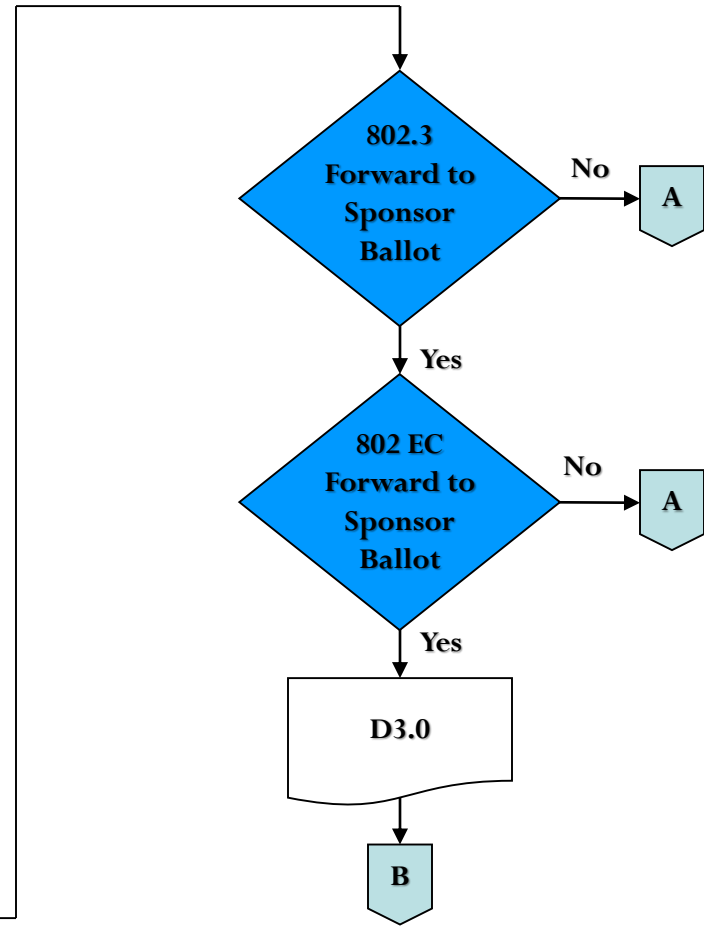 802.3
Forward to
Sponsor
Ballot
No
A
Yes
802 EC
Forward to
Sponsor
Ballot
No
A
Yes
D3.0
B